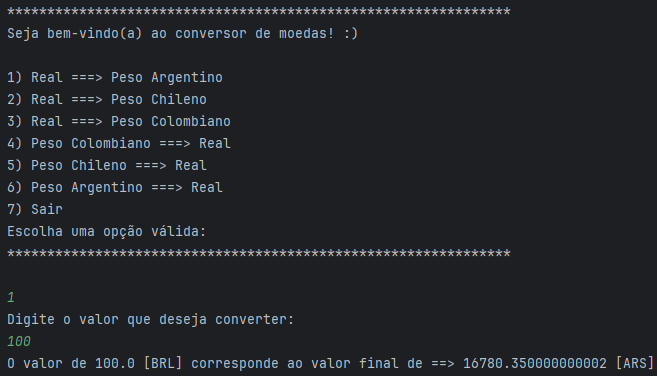 ***************************************************************
Seja bem-vindo(a) ao conversor de moedas! :)
1) Real ===> Peso Argentino
2) Real ===> Peso Chileno
3) Real ===> Peso Colombiano
4) Peso Colombiano ===> Real
5) Peso Chileno ===> Real
6) Peso Argentino ===> Real
7) Sair
Escolha uma opção válida:
***************************************************************
1
Digite o valor que deseja converter:
100
O valor de 100.0 [BRL] corresponde ao valor final de ==> 16780.350000000002 [ARS]